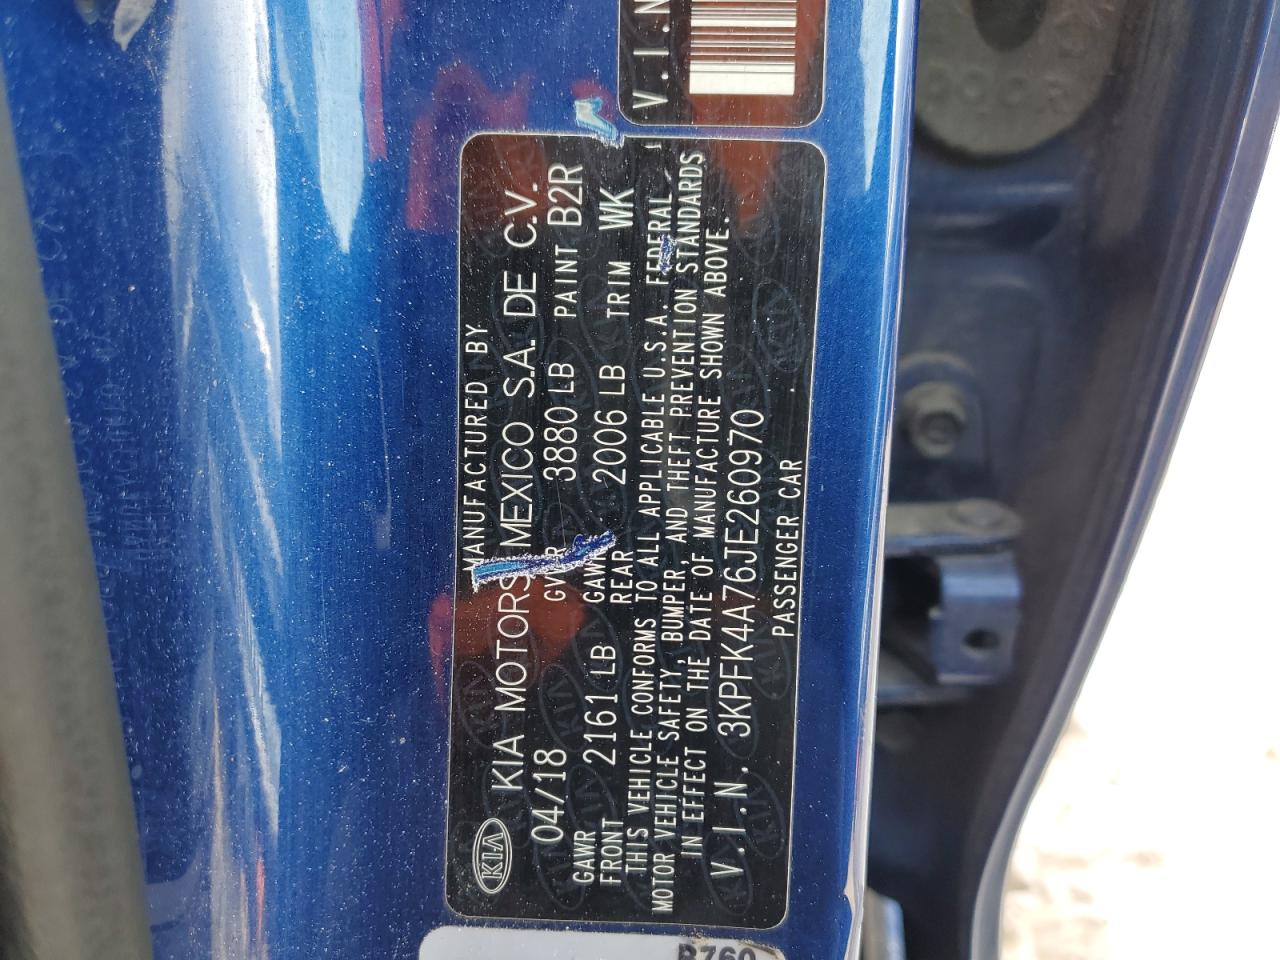 V.I.N
MANUFACTURED BY
KIA KIA MOTORS MEXICO S.A. DE C.V.
04/18 GVWR 3880 LB PAINT B2R
GAWR FRONT 2161 LB GAWR REAR 2006 LB TRIM WK
THIS VEHICLE CONFORMS TO ALL APPLICABLE U.S.A. FEDERAL
MOTOR VEHICLE SAFETY, BUMPER, AND THEFT PREVENTION STANDARDS
IN EFFECT ON THE DATE OF MANUFACTURE SHOWN ABOVE.
V.I.N. 3KPFK4A76JE260970
PASSENGER CAR
B760